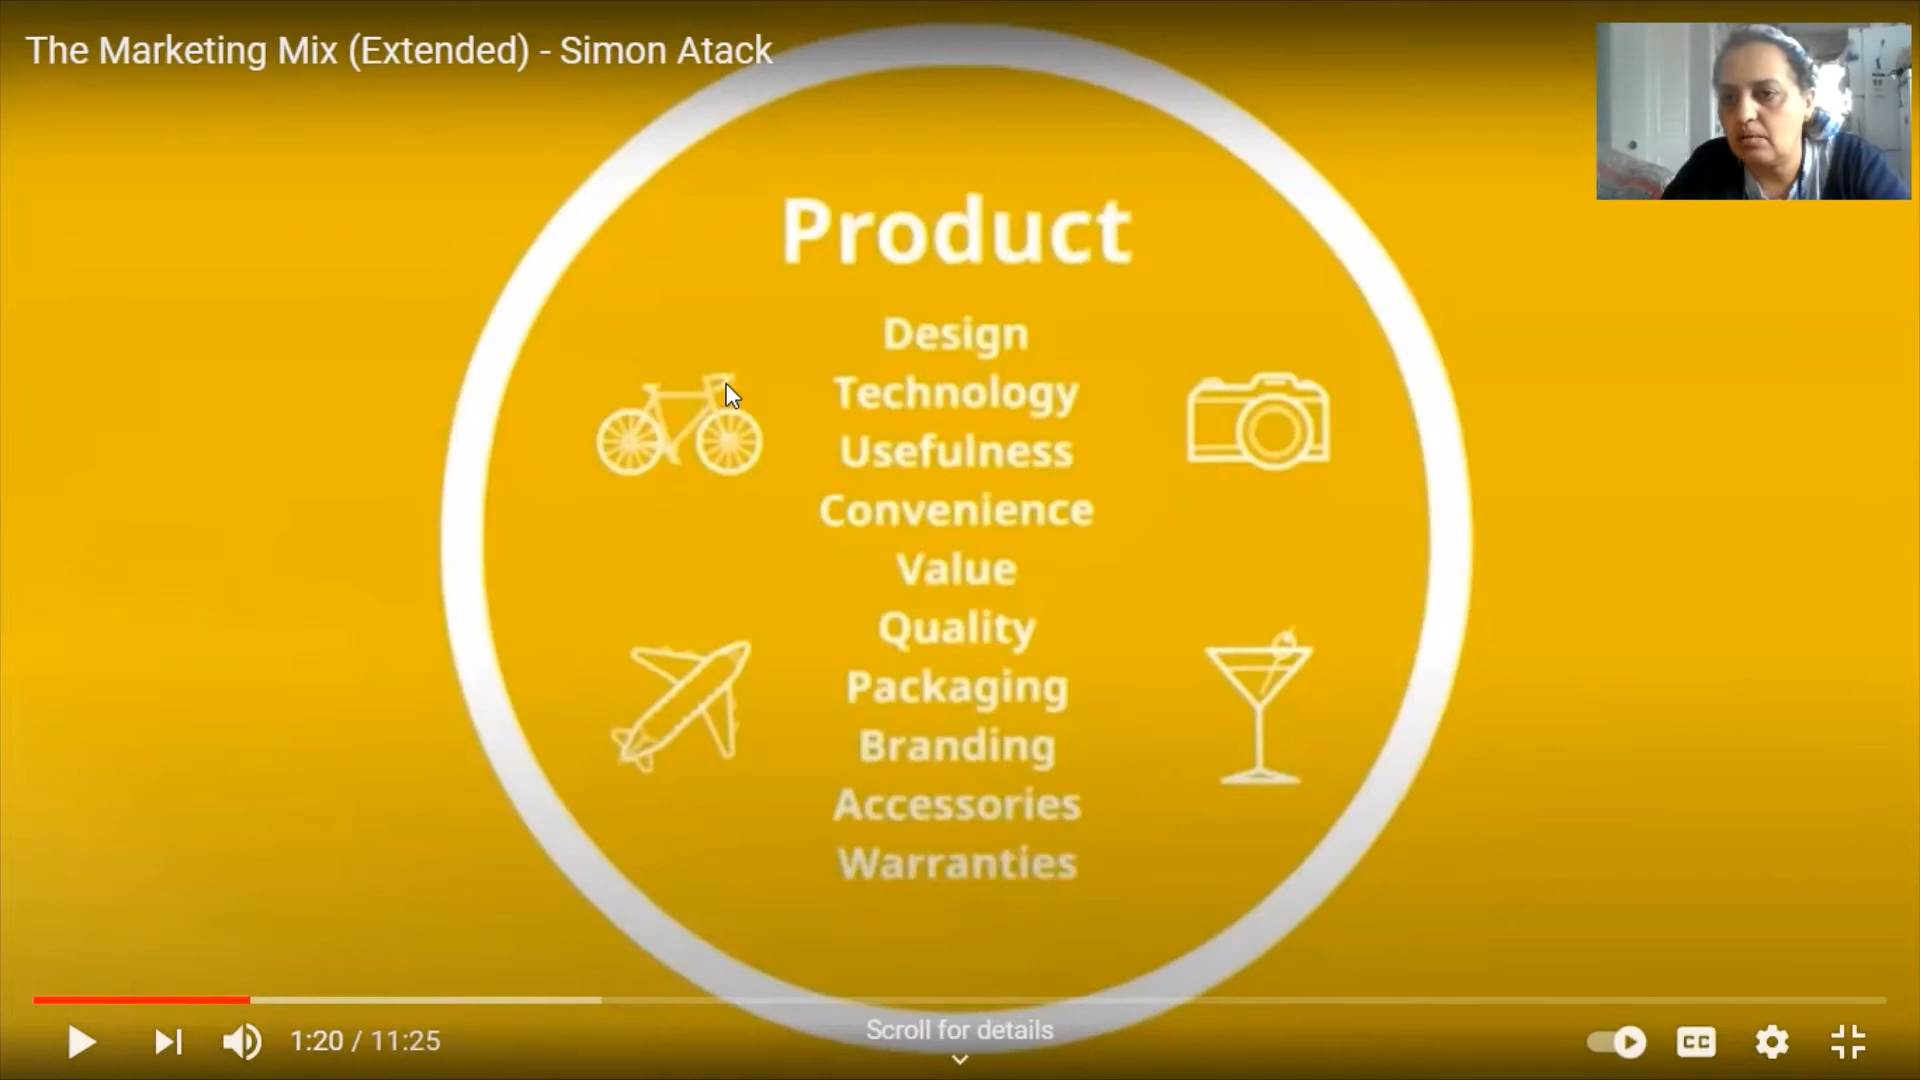 The Marketing Mix (Extended) - Simon Atack
Product
Design
Technology
Usefulness
Convenience
Value
Quality
Packaging
Branding
Accessories
Warranties
Scroll for details
1:20 / 11:25
CC